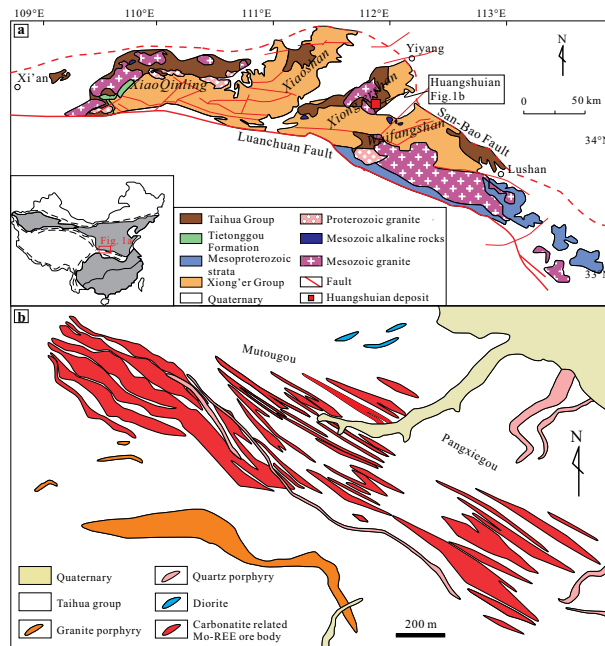 109°E
110°E
111°E
112°E
113°E
a
Xi'an
XiaoQinling
Xiaoshan
Yiyang
N
Huangshuian
Fig.1b
0
50 km
Waifangshan
San-Bao Fault
34°N
Luanchuan Fault
Lushan
Fig. 1a
Taihua Group
Proterozoic granite
Tietonggou
Formation
Mesozoic alkaline rocks
Mesoproterozoic
strata
Mesozoic granite
Xiong'er Group
Fault
Quaternary
Huangshuian deposit
b
Mutougou
Pangxiegou
N
Quaternary
Quartz porphyry
Taihua group
Diorite
Granite porphyry
Carbonatite related
Mo-REE ore body
200 m